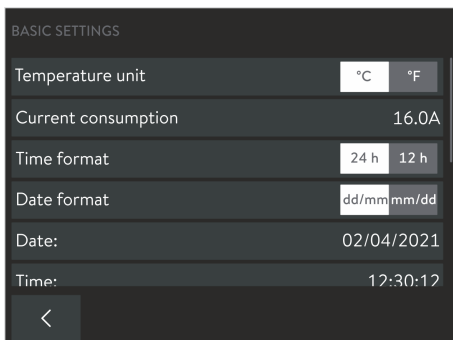 BASIC SETTINGS
Temperature unit °C °F
Current consumption 16.0A
Time format 24 h 12 h
Date format dd/mm mm/dd
Date: 02/04/2021
Time: 12:30:12